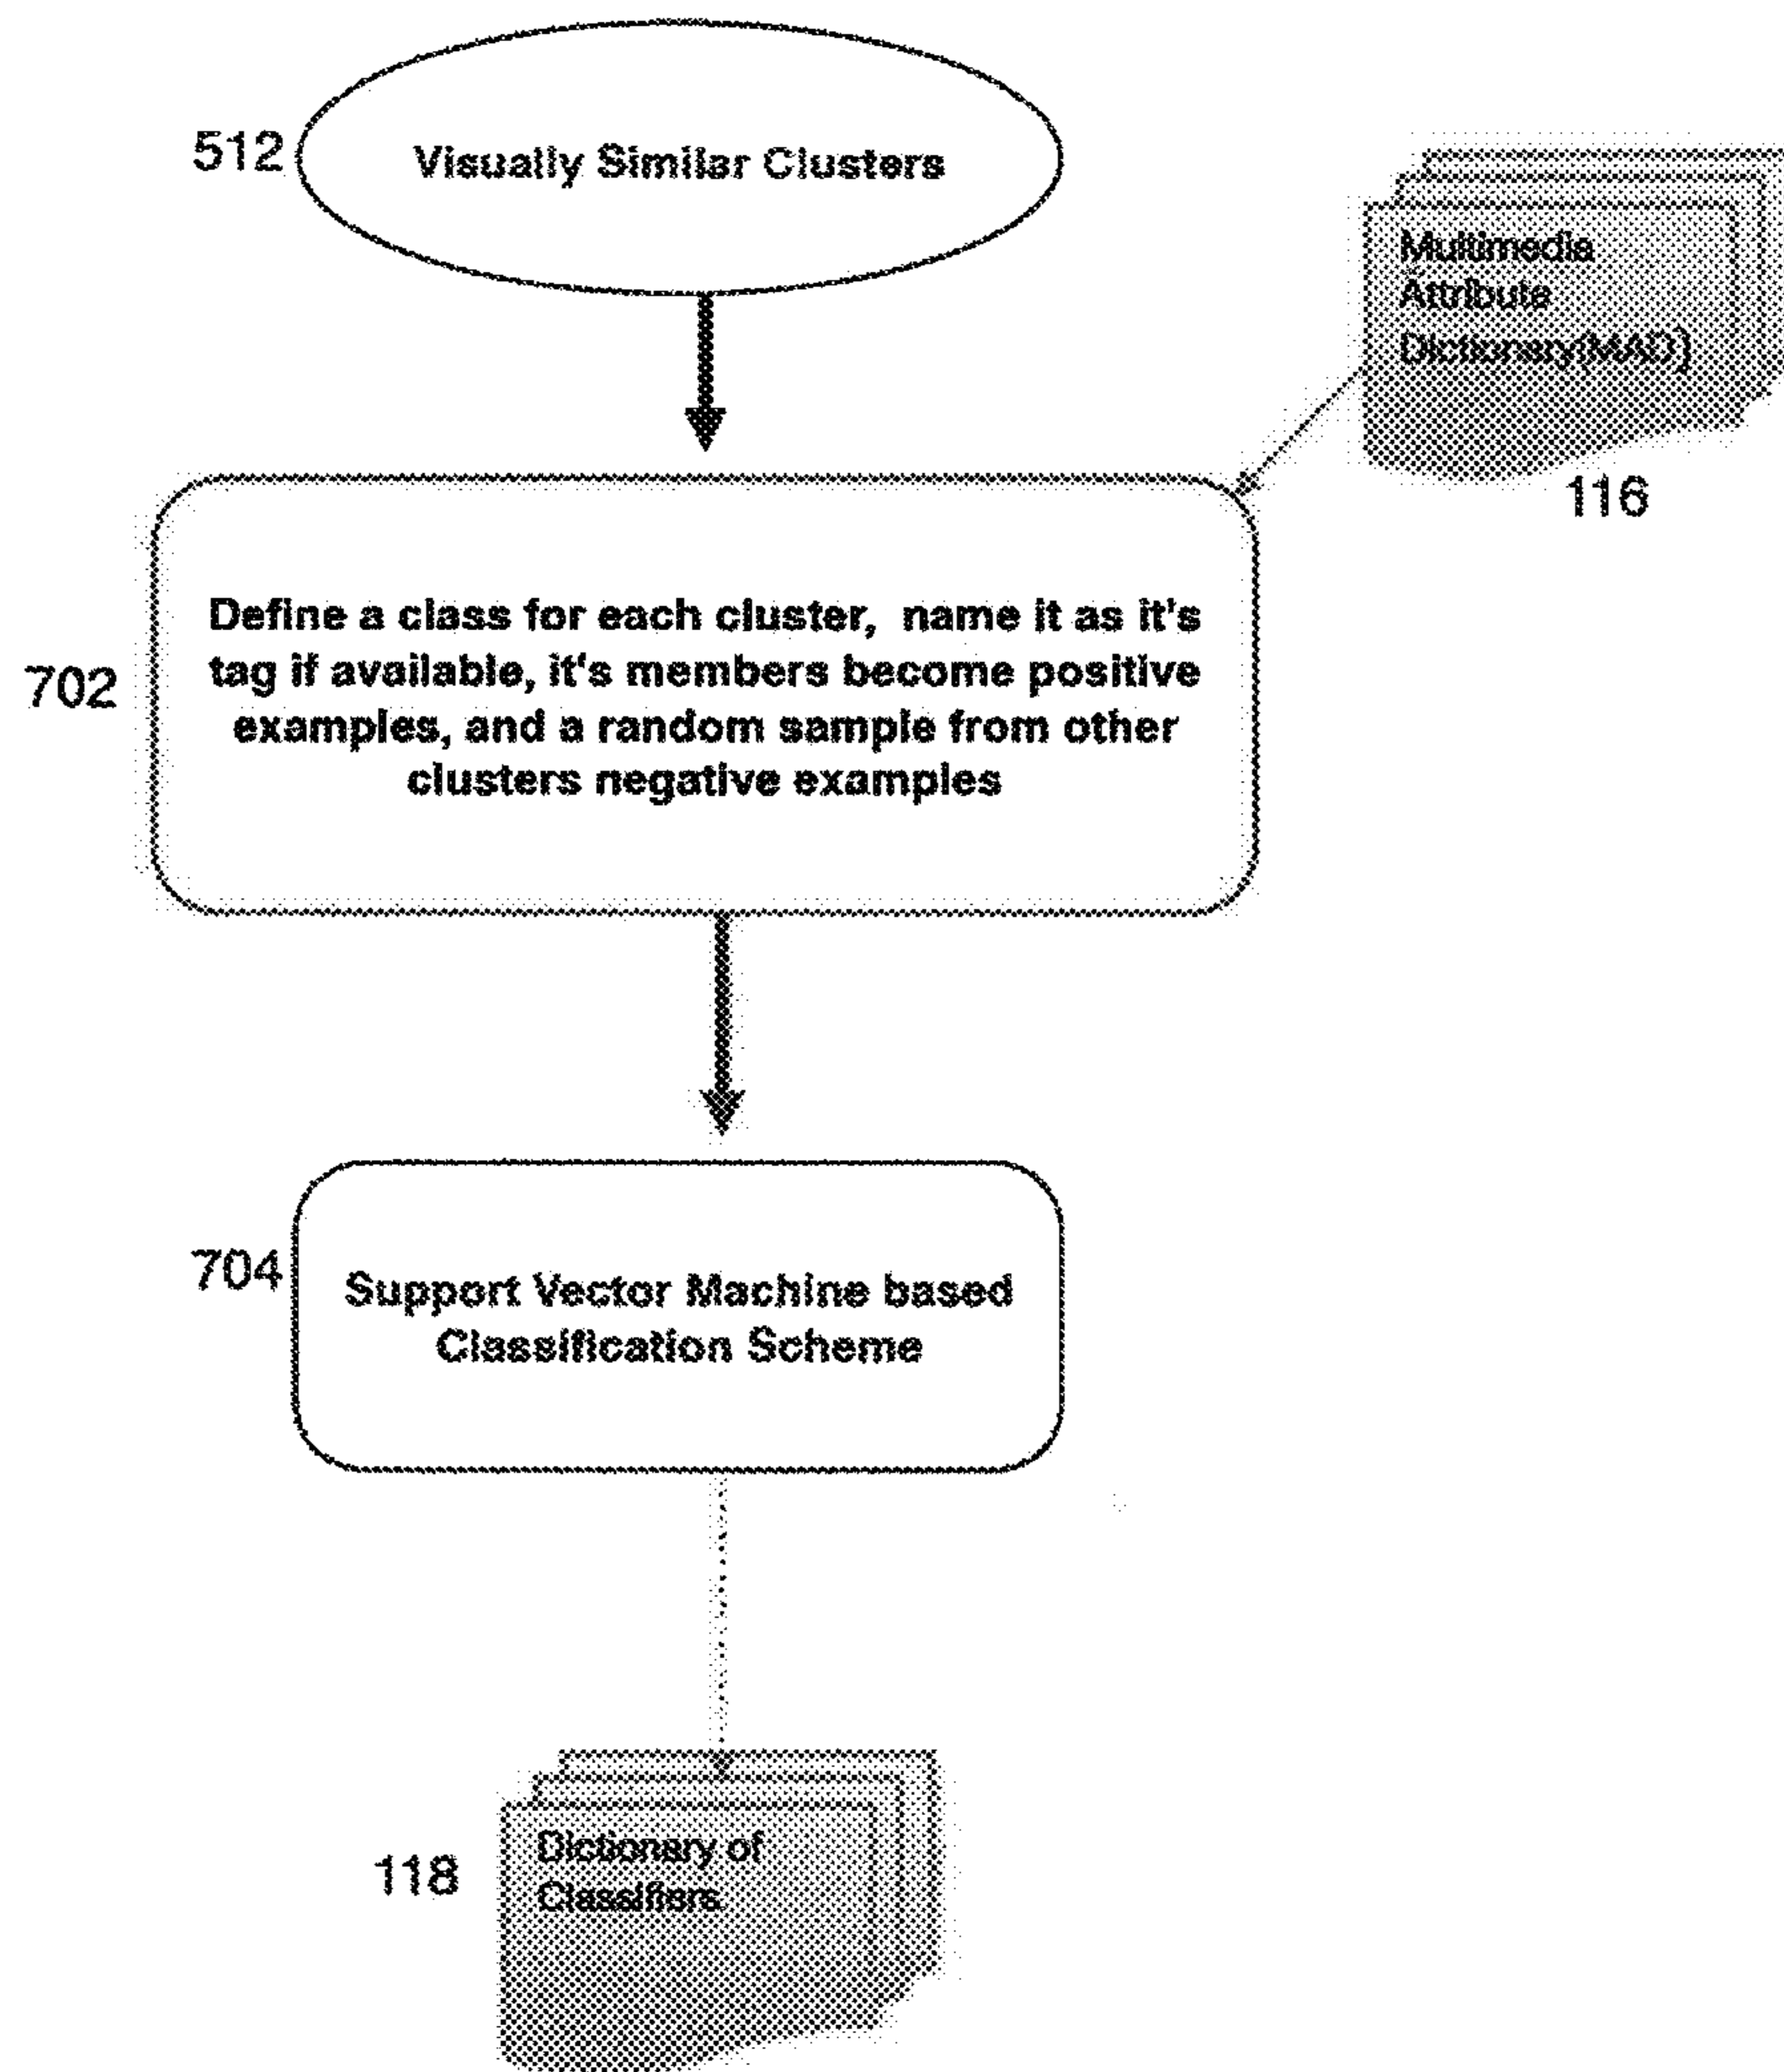 512
Visually Similar Clusters
Multimedia
Attribute
Dictionary(MAD)
116
702
Define a class for each cluster, name it as it's
tag if available, it's members become positive
examples, and a random sample from other
clusters negative examples
704
Support Vector Machine based
Classification Scheme
118
Dictionary of
Classifiers